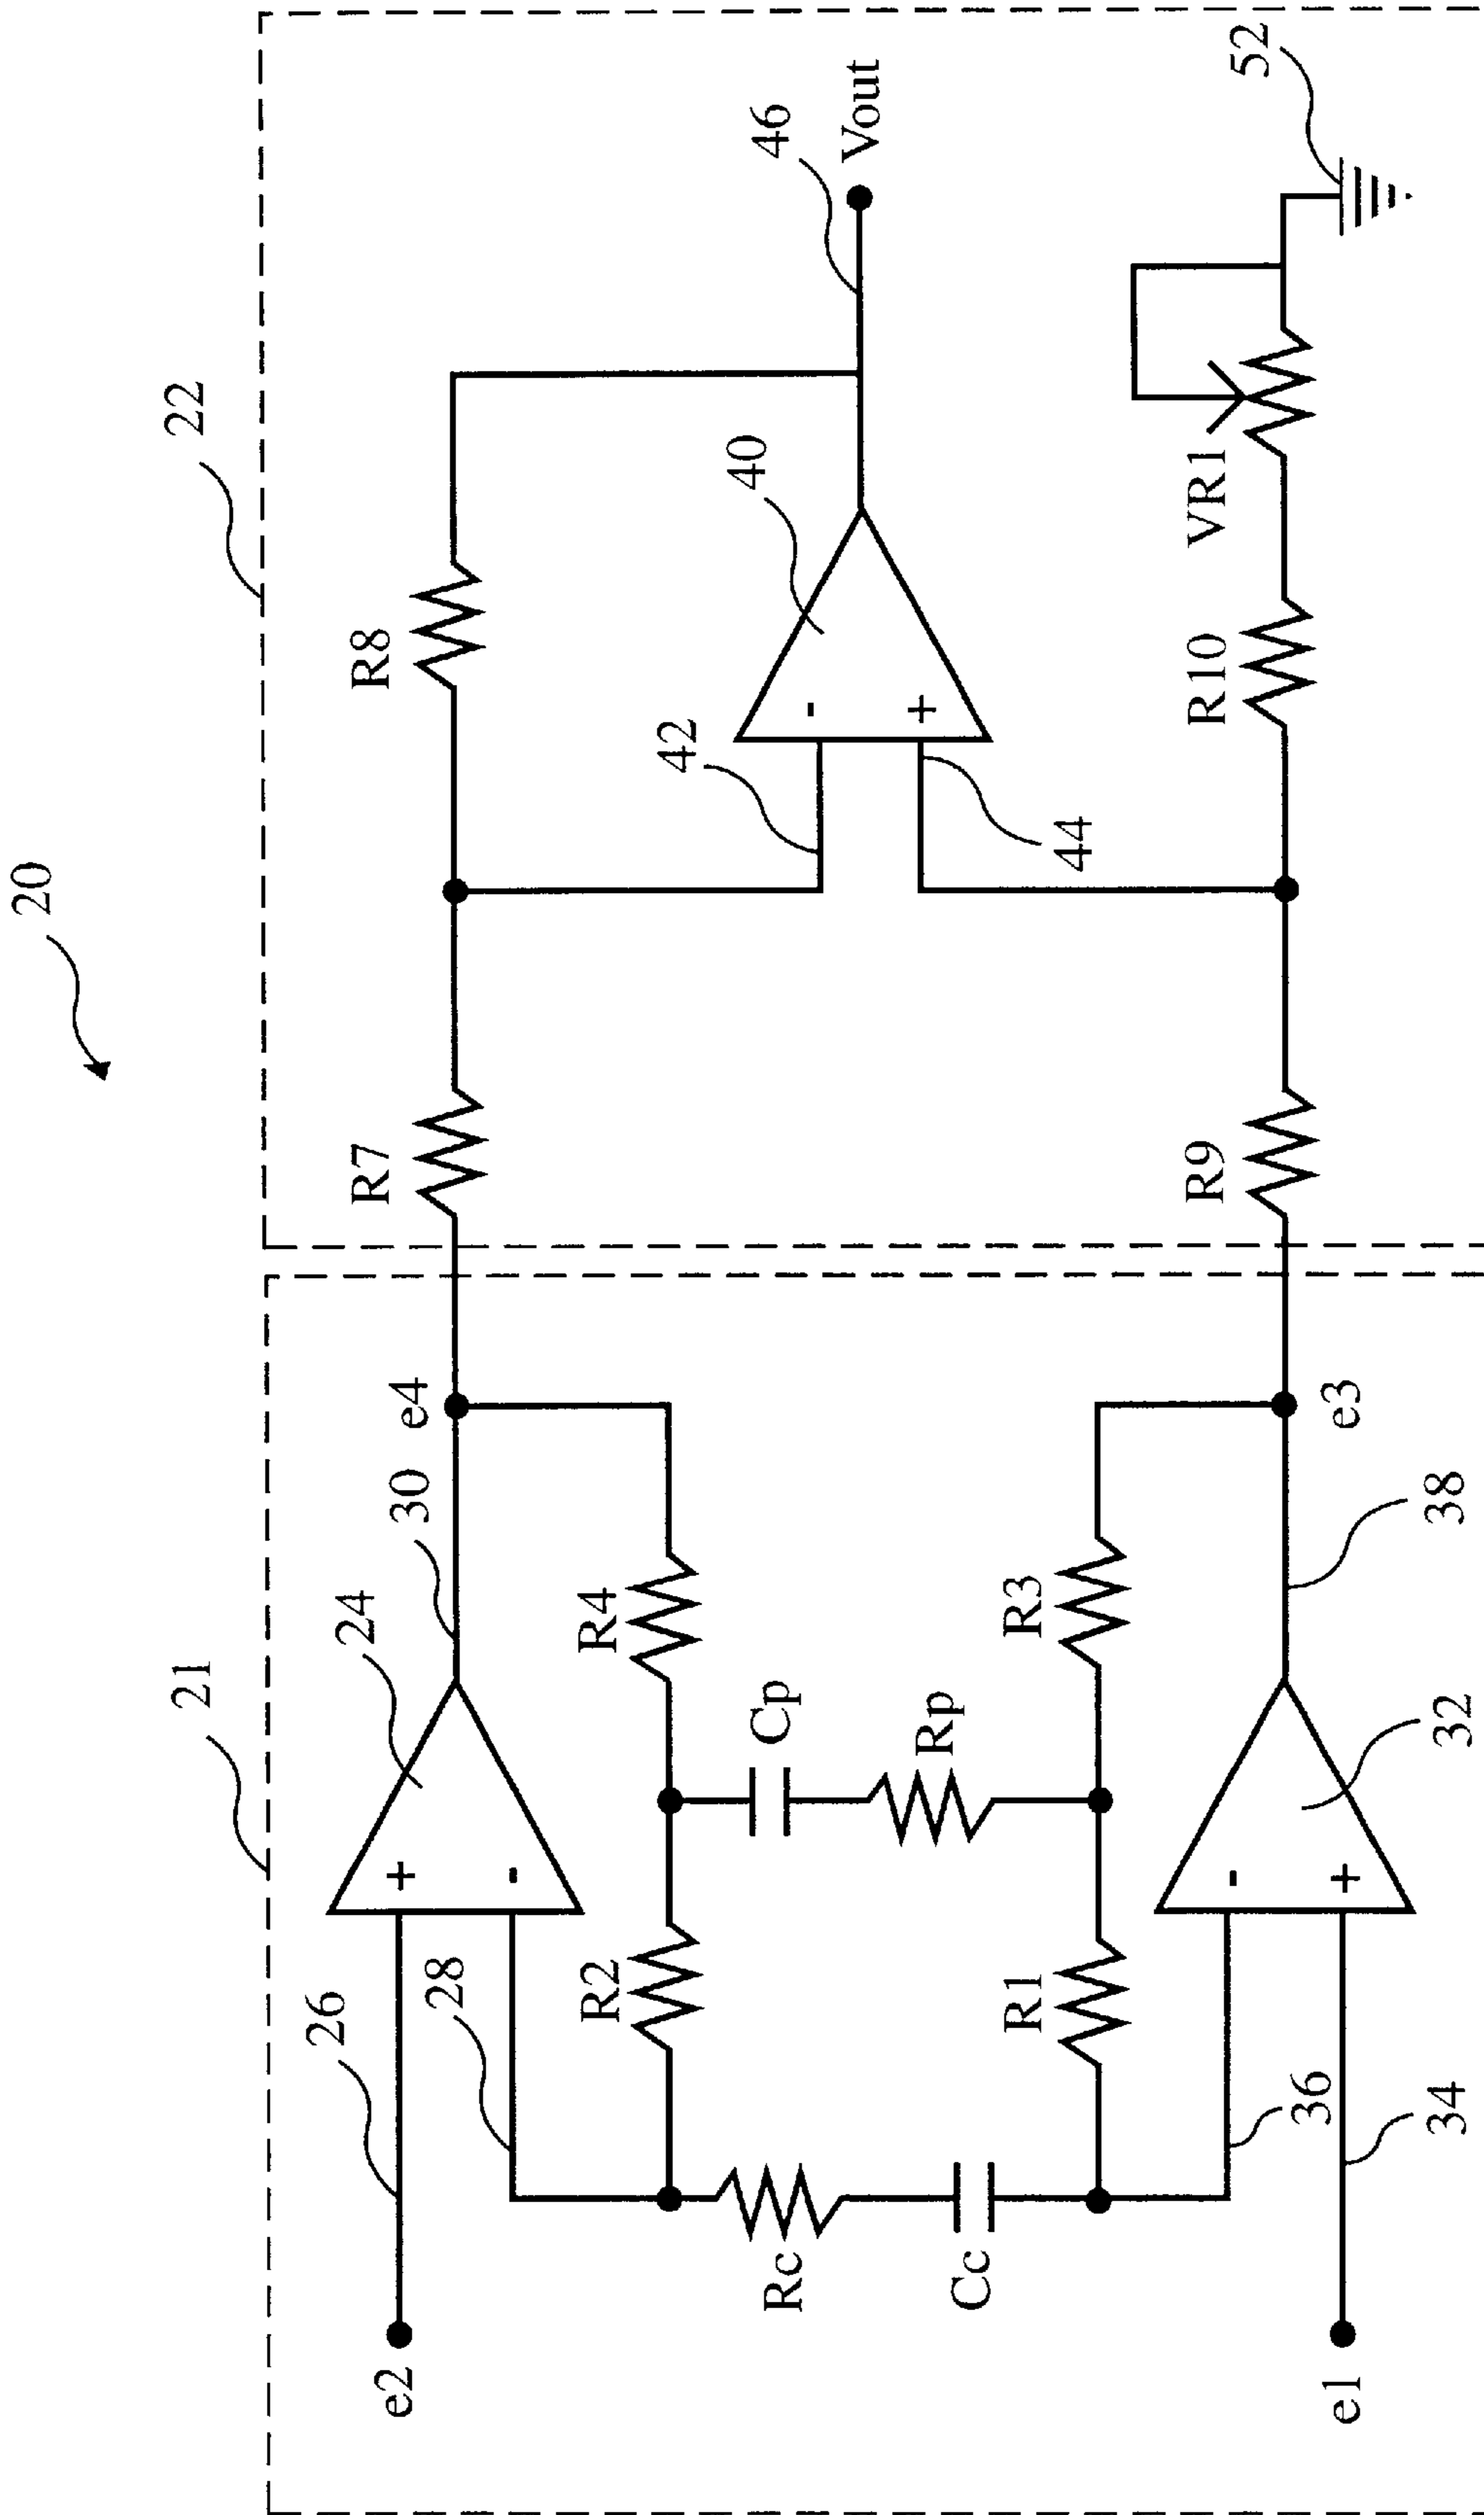 20
21
22
e2
26
24
+
-
28
30
e4
R7
R8
R2
R4
Rc
Cc
Cp
Rp
R1
R3
36
-
+
34
32
38
e1
e3
R9
42
-
+
40
44
46
Vout
R10
VR1
52